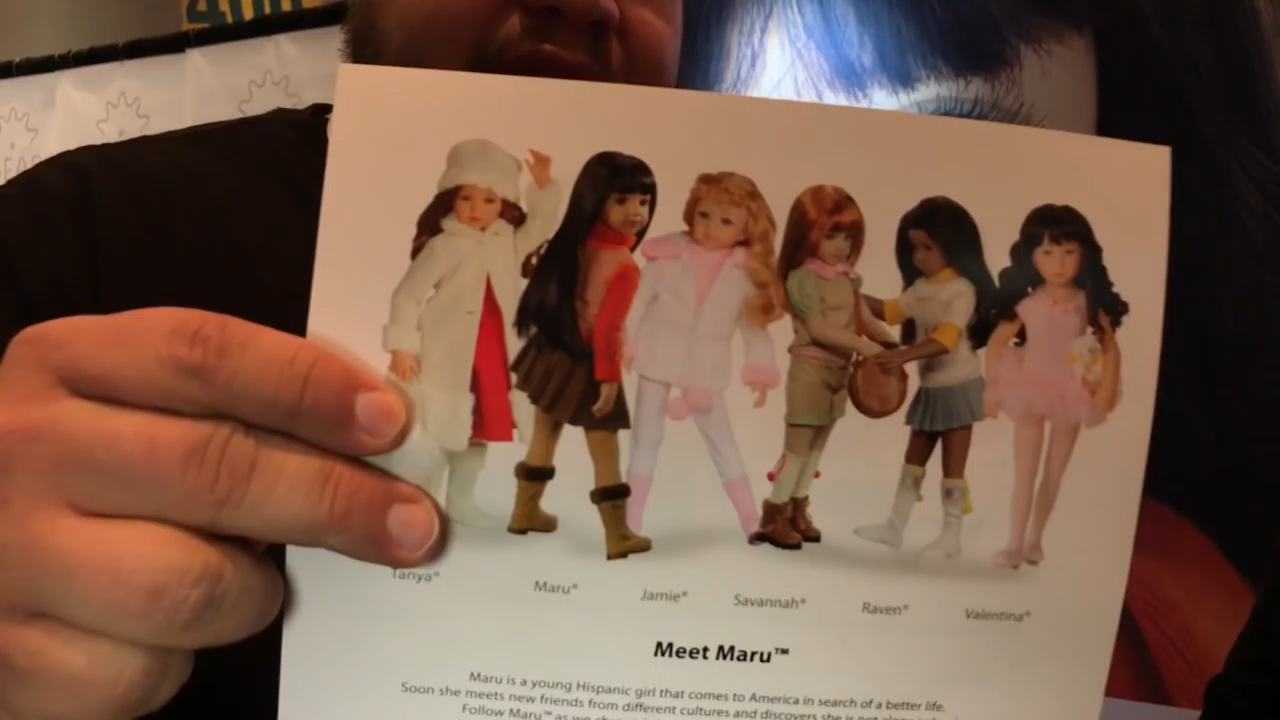 400
Tanya®
Maru®
Jamie®
Savannah®
Raven®
Valentina®
Meet Maru™
Maru is a young Hispanic girl that comes to America in search of a better life.
Soon she meets new friends from different cultures and discovers she is not
Follow Maru™ as we